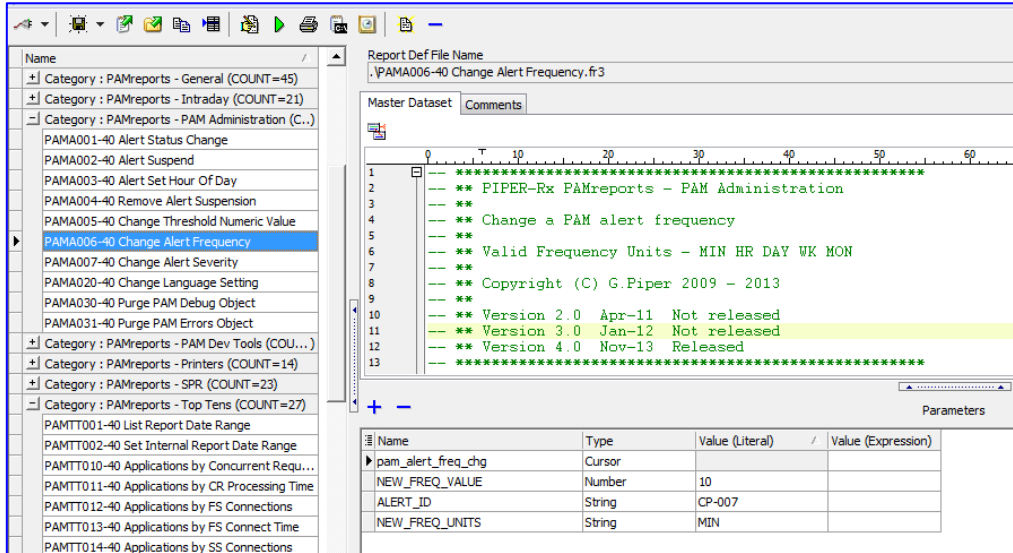 Name
Category : PAMreports - General (COUNT=45)
Category : PAMreports - Intraday (COUNT=21)
Category : PAMreports - PAM Administration (C..)
PAMA001-40 Alert Status Change
PAMA002-40 Alert Suspend
PAMA003-40 Alert Set Hour Of Day
PAMA004-40 Remove Alert Suspension
PAMA005-40 Change Threshold Numeric Value
PAMA006-40 Change Alert Frequency
PAMA007-40 Change Alert Severity
PAMA020-40 Change Language Setting
PAMA030-40 Purge PAM Debug Object
PAMA031-40 Purge PAM Errors Object
Category : PAMreports - PAM Dev Tools (COU... )
Category : PAMreports - Printers (COUNT=14)
Category : PAMreports - SPR (COUNT=23)
Category : PAMreports - Top Tens (COUNT=27)
PAMTT001-40 List Report Date Range
PAMTT002-40 Set Internal Report Date Range
PAMTT010-40 Applications by Concurrent Requ...
PAMTT011-40 Applications by CR Processing Time
PAMTT012-40 Applications by FS Connections
PAMTT013-40 Applications by FS Connect Time
PAMTT014-40 Applications by SS Connections
Report Def File Name
.\PAMA006-40 Change Alert Frequency.fr3
Master Dataset Comments
0 10 20 30 40 50 60
1 -- ****************************************************
2 -- ** PIPER-Rx PAMreports - PAM Administration
3 -- **
4 -- ** Change a PAM alert frequency
5 -- **
6 -- ** Valid Frequency Units - MIN HR DAY WK MON
7 -- **
8 -- ** Copyright (C) G.Piper 2009 - 2013
9 -- **
10 -- ** Version 2.0 Apr-11 Not released
11 -- ** Version 3.0 Jan-12 Not released
12 -- ** Version 4.0 Nov-13 Released
13 -- ****************************************************
Parameters
Name Type Value (Literal) Value (Expression)
pam_alert_freq_chg Cursor
NEW_FREQ_VALUE Number 10
ALERT_ID String CP-007
NEW_FREQ_UNITS String MIN